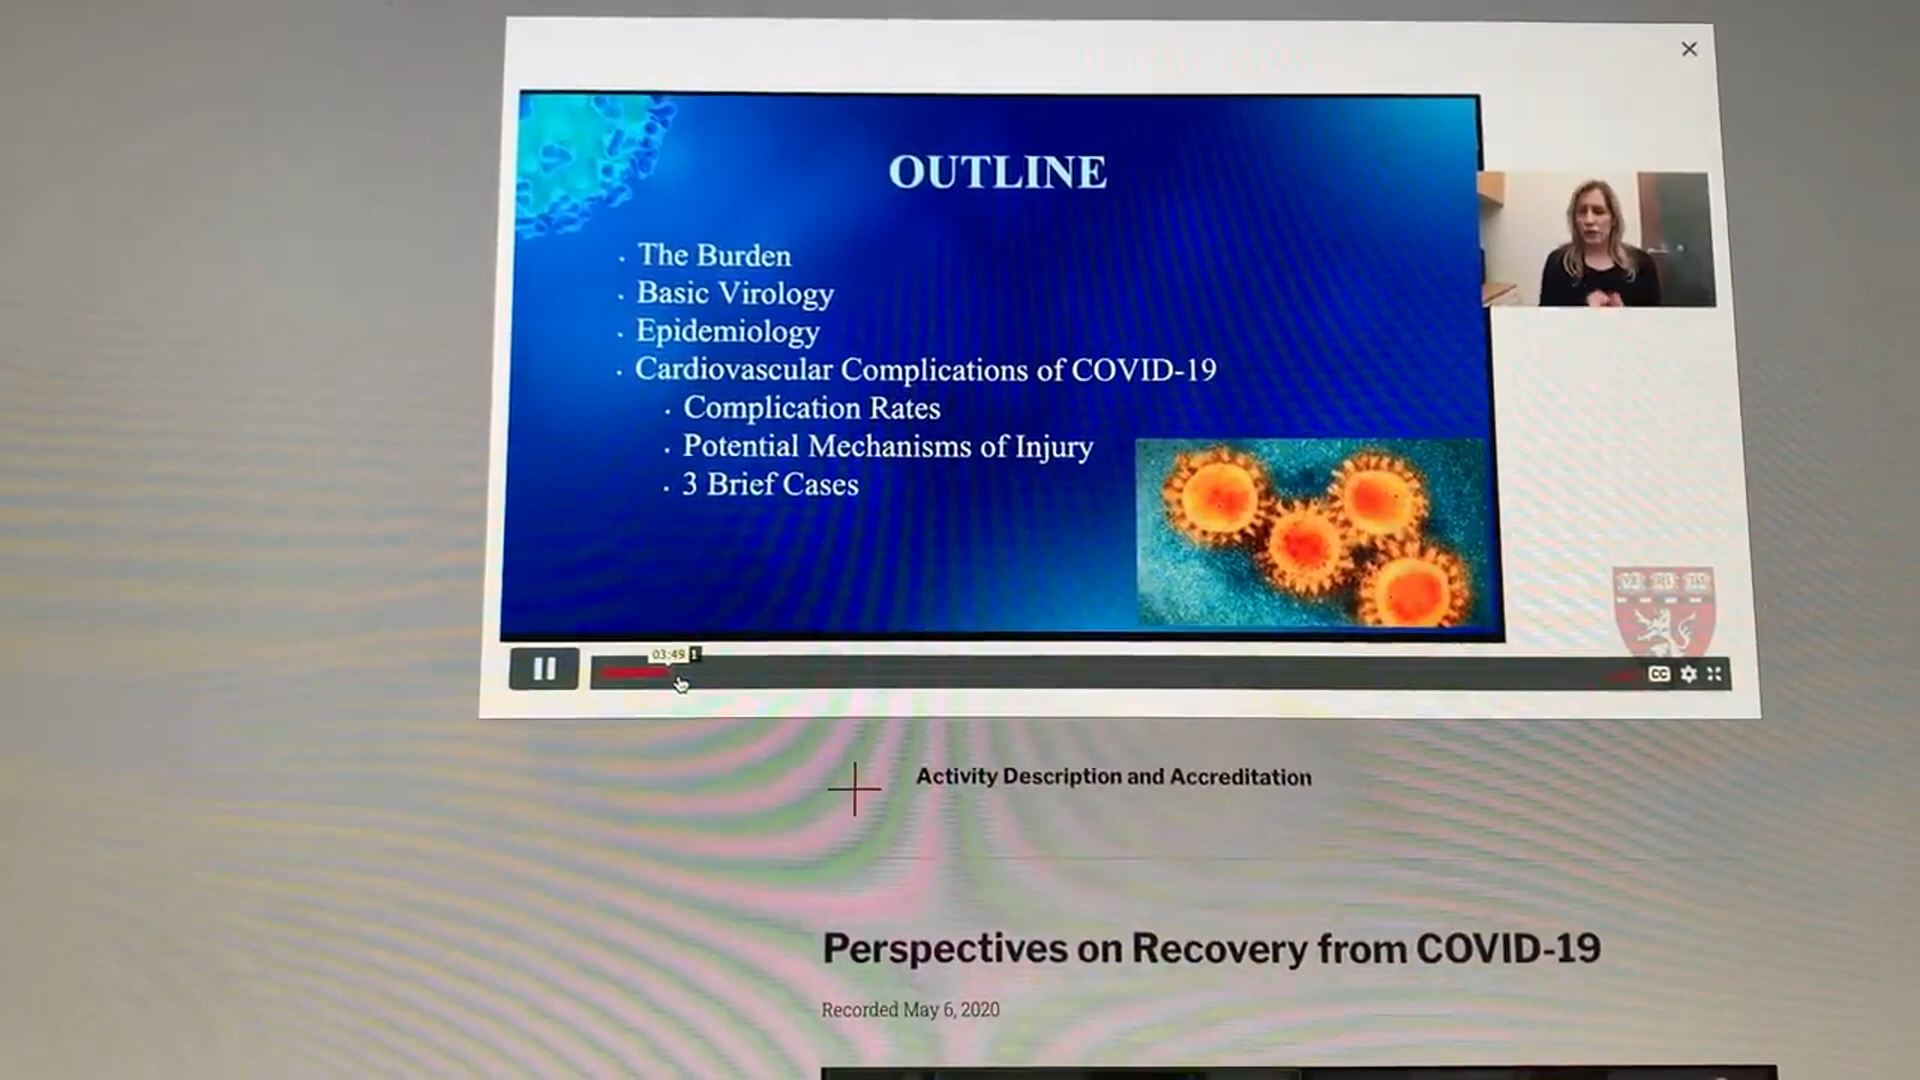 OUTLINE
· The Burden
· Basic Virology
· Epidemiology
· Cardiovascular Complications of COVID-19
· Complication Rates
· Potential Mechanisms of Injury
· 3 Brief Cases
03:49
CC
Activity Description and Accreditation
Perspectives on Recovery from COVID-19
Recorded May 6, 2020